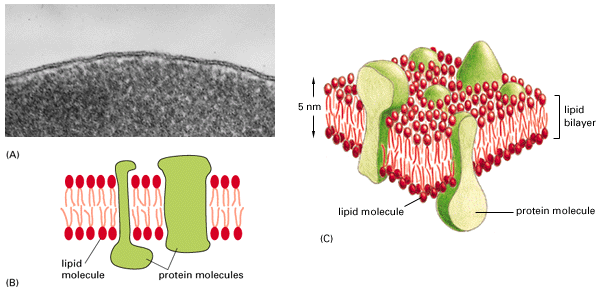 (A)
lipid
molecule
protein molecules
(B)
5 nm
lipid
bilayer
lipid molecule
protein molecule
(C)